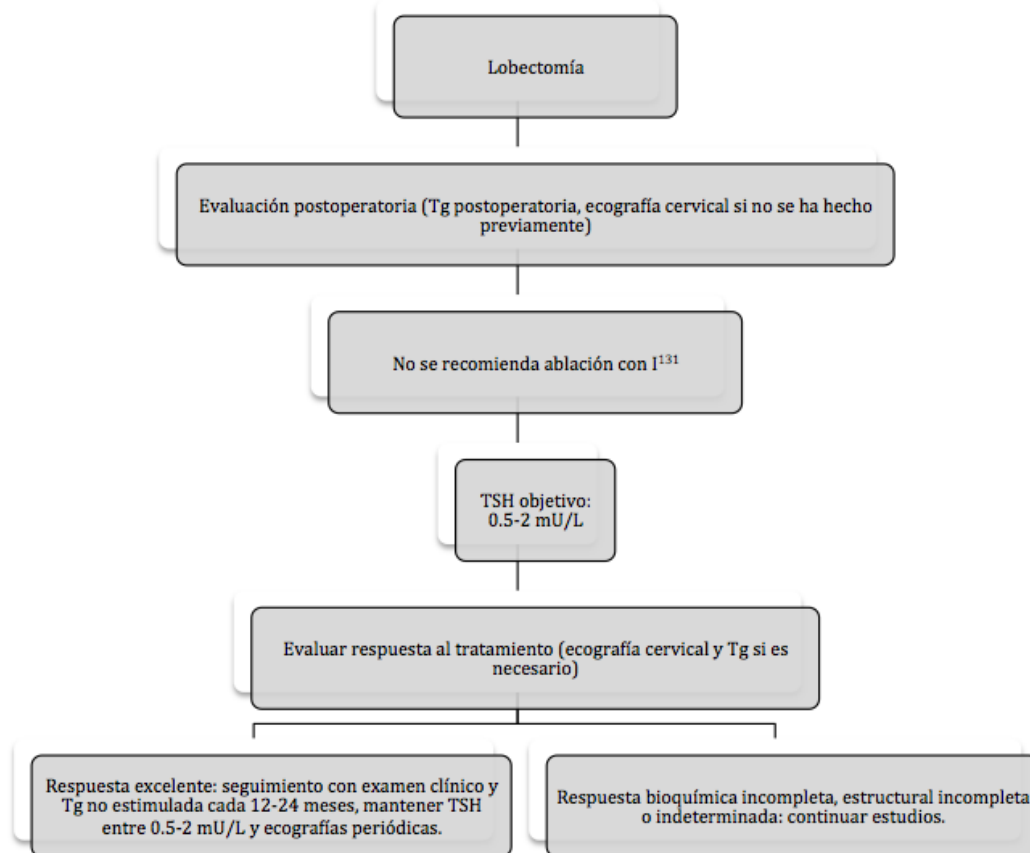 Lobectomía
Evaluación postoperatoria (Tg postoperatoria, ecografía cervical si no se ha hecho
previamente)
No se recomienda ablación con I¹³¹
TSH objetivo:
0.5-2 mU/L
Evaluar respuesta al tratamiento (ecografía cervical y Tg si es
necesario)
Respuesta excelente: seguimiento con examen clínico y
Tg no estimulada cada 12-24 meses, mantener TSH
entre 0.5-2 mU/L y ecografías periódicas.
Respuesta bioquímica incompleta, estructural incompleta
o indeterminada: continuar estudios.